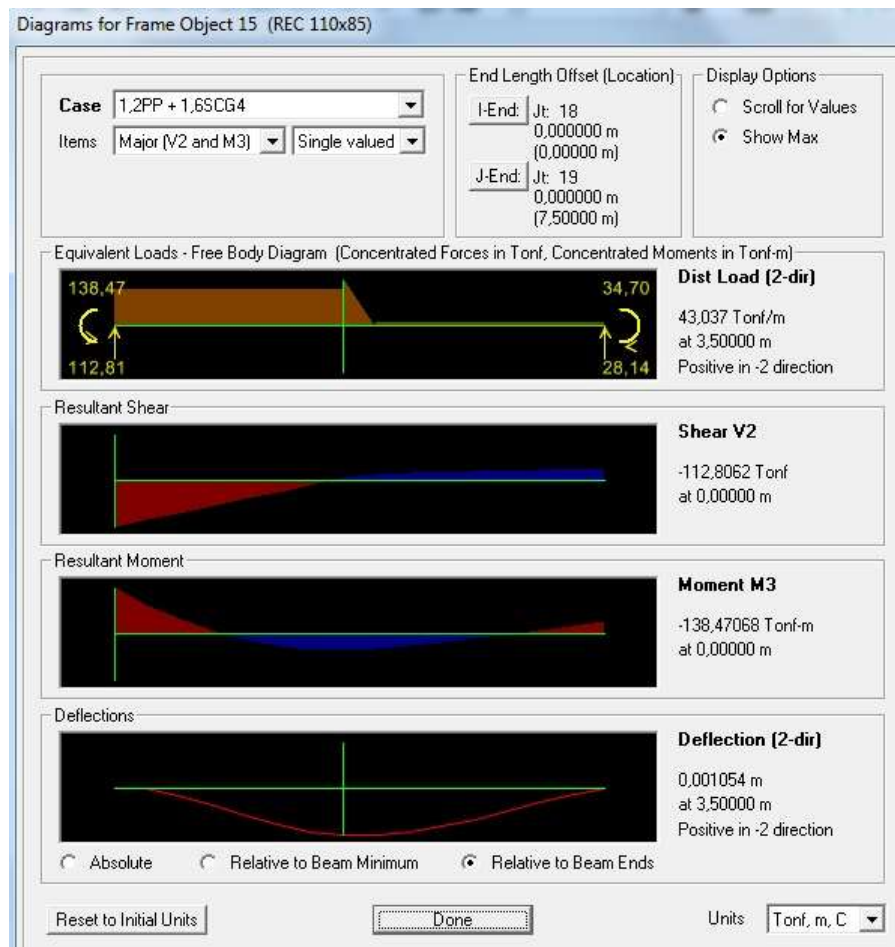 Diagrams for Frame Object 15 (REC 110x85)
Case 1,2PP + 1,6SCG4
Items Major (V2 and M3) Single valued
End Length Offset (Location)
I-End: Jt: 18
0,000000 m
(0,00000 m)
J-End: Jt: 19
0,000000 m
(7,50000 m)
Display Options
Scroll for Values
Show Max
Equivalent Loads - Free Body Diagram (Concentrated Forces in Tonf, Concentrated Moments in Tonf-m)
138,47 34,70
112,81 28,14
Dist Load (2-dir)
43,037 Tonf/m
at 3,50000 m
Positive in -2 direction
Resultant Shear
Shear V2
-112,8062 Tonf
at 0,00000 m
Resultant Moment
Moment M3
-138,47068 Tonf-m
at 0,00000 m
Deflections
Deflection (2-dir)
0,001054 m
at 3,50000 m
Positive in -2 direction
Absolute Relative to Beam Minimum Relative to Beam Ends
Reset to Initial Units Done Units Tonf, m, C